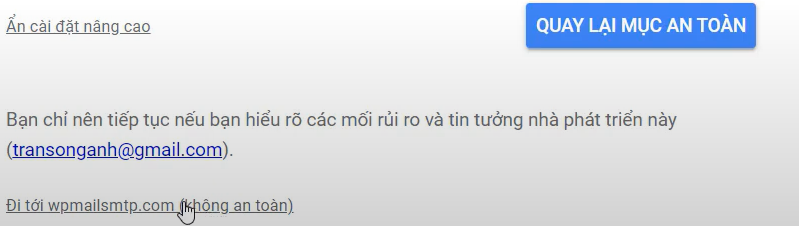 Ẩn cài đặt nâng cao
QUAY LẠI MỤC AN TOÀN
Bạn chỉ nên tiếp tục nếu bạn hiểu rõ các mối rủi ro và tin tưởng nhà phát triển này
(transonganh@gmail.com).
Đi tới wpmailsmtp.com (không an toàn)